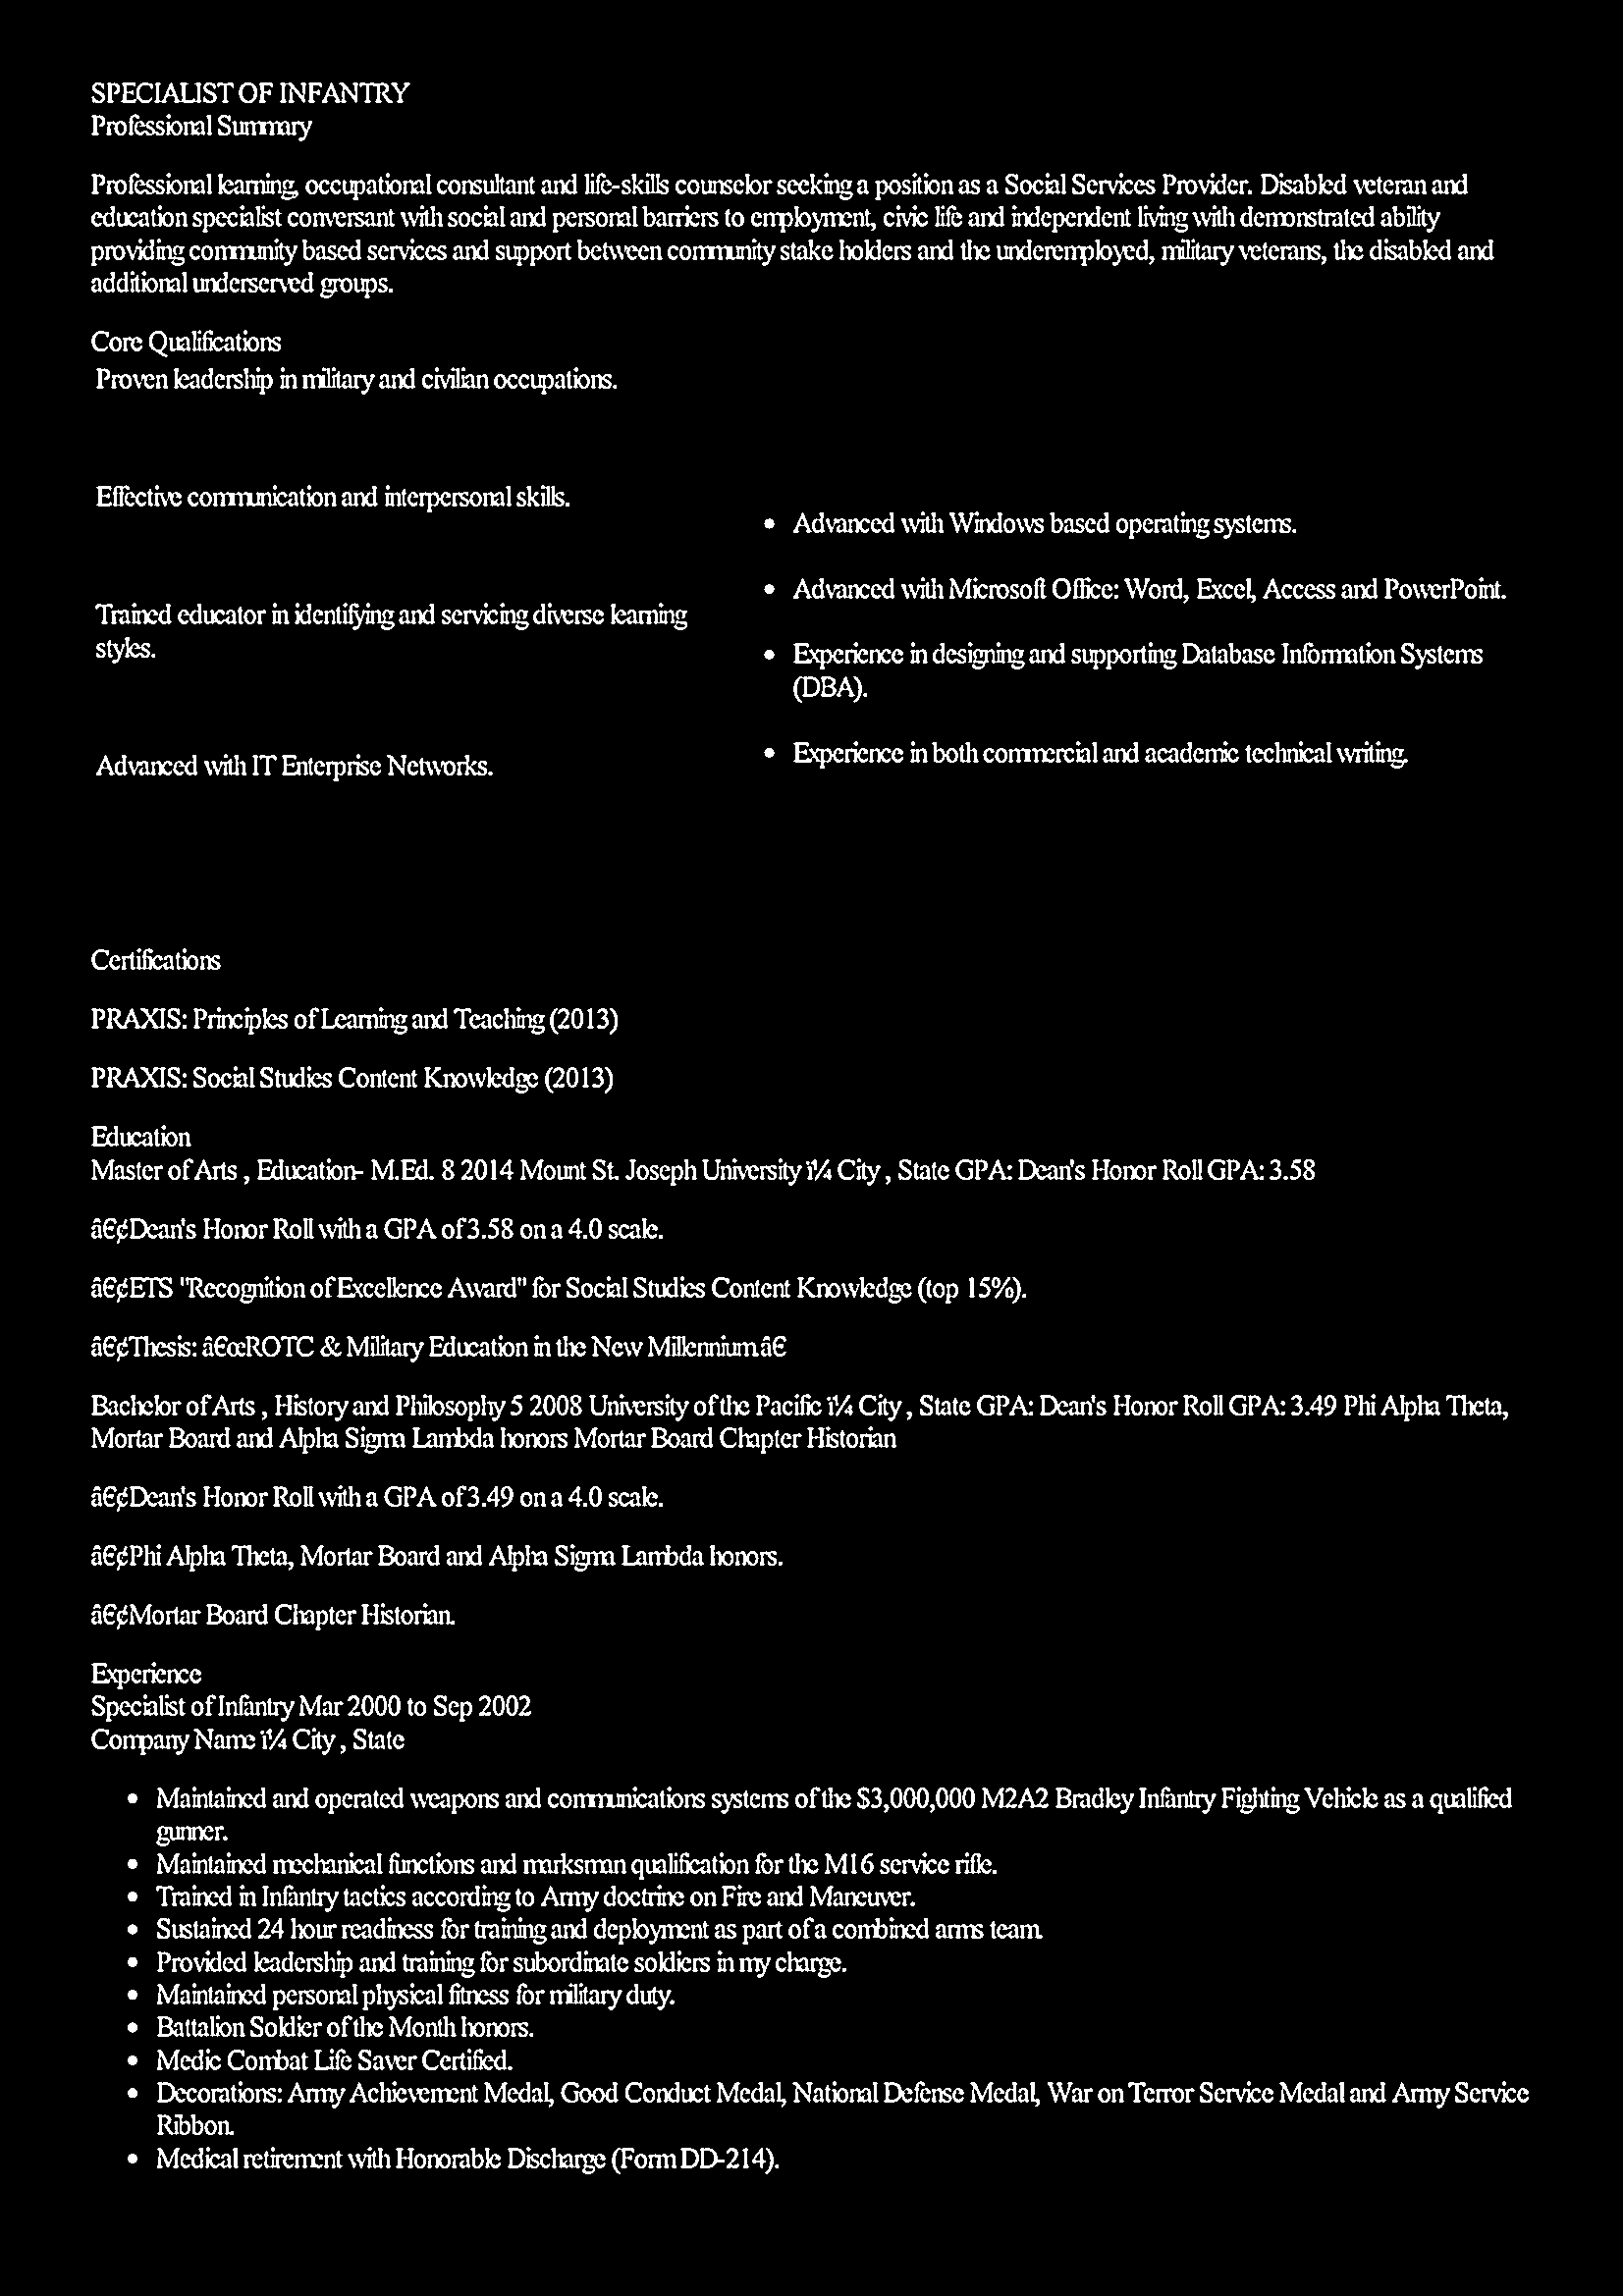 SPECIALIST OF INFANTRY
Professional Summary
Professional learning, occupational consultant and life-skills counselor seeking a position as a Social Services Provider. Disabled veteran and
education specialist conversant with social and personal barriers to employment, civic life and independent living with demonstrated ability
providing community based services and support between community stake holders and the underemployed, military veterans, the disabled and
additional underserved groups.
Core Qualifications
Proven leadership in military and civilian occupations.
Effective communication and interpersonal skills.
Trained educator in identifying and servicing diverse learning
styles.
Advanced with IT Enterprise Networks.
• Advanced with Windows based operating systems.
• Advanced with Microsoft Office: Word, Excel, Access and PowerPoint.
• Experience in designing and supporting Database Information Systems
(DBA).
• Experience in both commercial and academic technical writing.
Certifications
PRAXIS: Principles of Learning and Teaching (2013)
PRAXIS: Social Studies Content Knowledge (2013)
Education
Master of Arts , Education- M.Ed. 8 2014 Mount St. Joseph University ï¼ City , State GPA: Dean's Honor Roll GPA: 3.58
â€¢Dean's Honor Roll with a GPA of 3.58 on a 4.0 scale.
â€¢ETS "Recognition of Excellence Award" for Social Studies Content Knowledge (top 15%).
â€¢Thesis: â€œROTC & Military Education in the New Millenniumâ€
Bachelor of Arts , History and Philosophy 5 2008 University of the Pacific ï¼ City , State GPA: Dean's Honor Roll GPA: 3.49 Phi Alpha Theta,
Mortar Board and Alpha Sigma Lambda honors Mortar Board Chapter Historian
â€¢Dean's Honor Roll with a GPA of 3.49 on a 4.0 scale.
â€¢Phi Alpha Theta, Mortar Board and Alpha Sigma Lambda honors.
â€¢Mortar Board Chapter Historian.
Experience
Specialist of Infantry Mar 2000 to Sep 2002
Company Name ï¼ City , State
• Maintained and operated weapons and communications systems of the $3,000,000 M2A2 Bradley Infantry Fighting Vehicle as a qualified
gunner.
• Maintained mechanical functions and marksman qualification for the M16 service rifle.
• Trained in Infantry tactics according to Army doctrine on Fire and Maneuver.
• Sustained 24 hour readiness for training and deployment as part of a combined arms team.
• Provided leadership and training for subordinate soldiers in my charge.
• Maintained personal physical fitness for military duty.
• Battalion Soldier of the Month honors.
• Medic Combat Life Saver Certified.
• Decorations: Army Achievement Medal, Good Conduct Medal, National Defense Medal, War on Terror Service Medal and Army Service
Ribbon.
• Medical retirement with Honorable Discharge (Form DD-214).